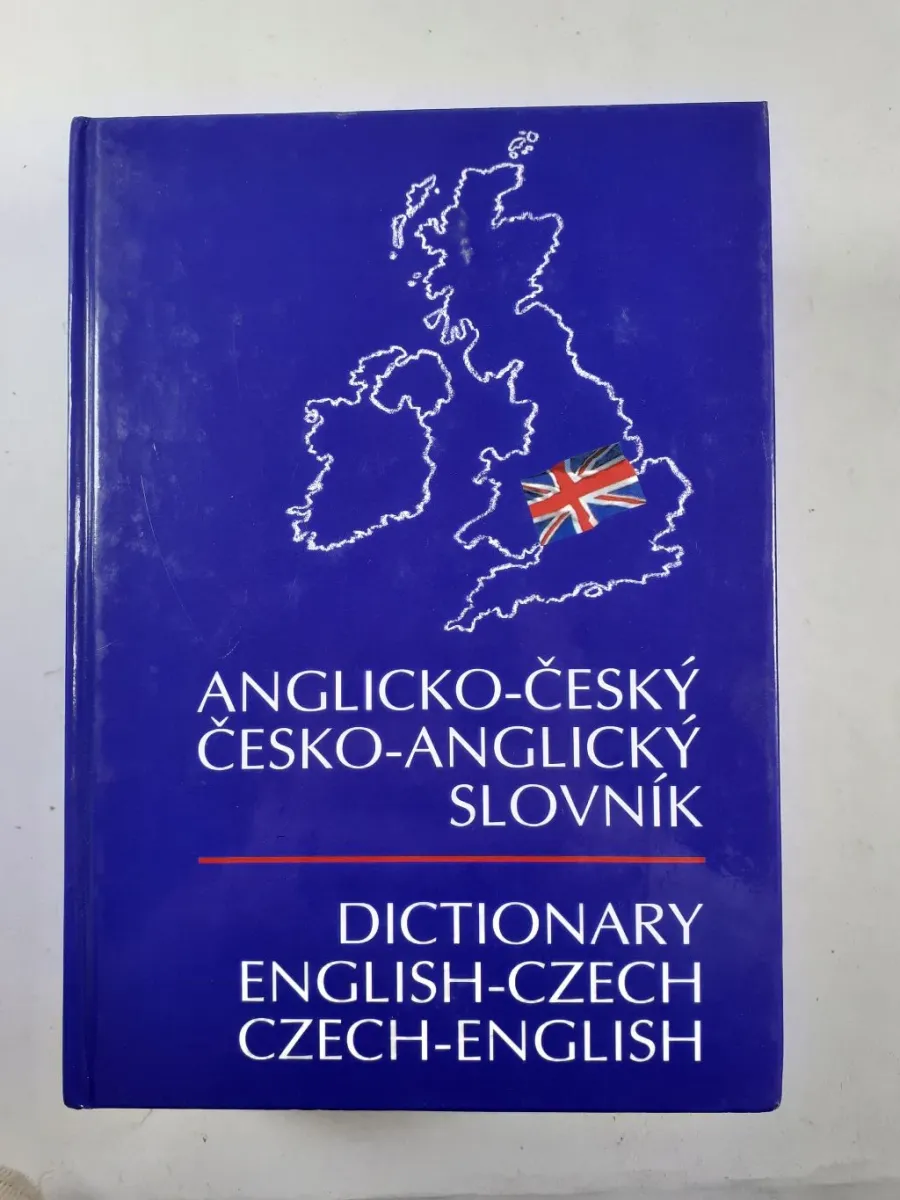 ANGLICKO-ČESKÝ
ČESKO-ANGLICKÝ
SLOVNÍK
DICTIONARY
ENGLISH-CZECH
CZECH-ENGLISH